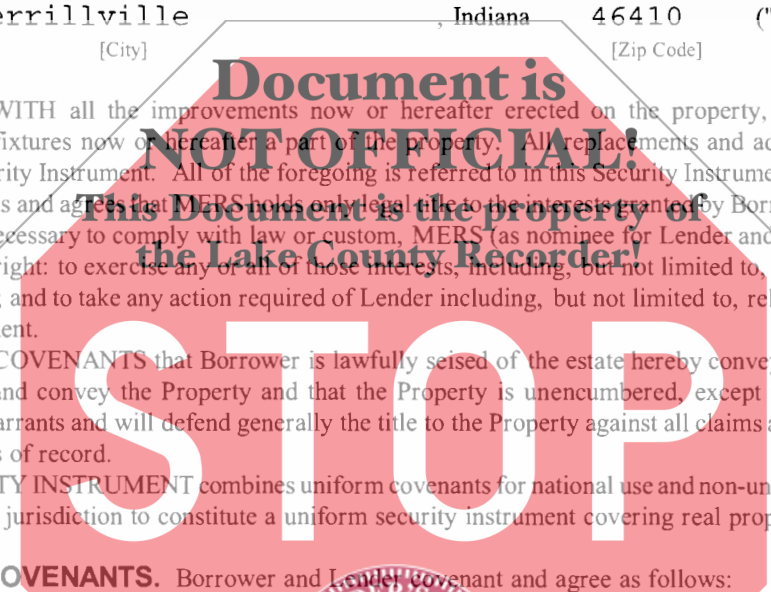 errillville , Indiana 46410 ("
[City] [Zip Code]
Document is
WITH all the improvements now or hereafter erected on the property,
NOT OFFICIAL!
fixtures now or hereafter a part of the property. All replacements and ad
rity Instrument. All of the foregoing is referred to in this Security Instrume
This Document is the property of
s and agrees that MERS holds only legal title to the interests granted by Borr
ecessary to comply with law or custom, MERS (as nominee for Lender and
the Lake County Recorder!
right: to exercise any or all of those interests, including, but not limited to,
; and to take any action required of Lender including, but not limited to, rel
ent.
STOP
COVENANTS that Borrower is lawfully seised of the estate hereby convey
and convey the Property and that the Property is unencumbered, except
arrants and will defend generally the title to the Property against all claims a
s of record.
TY INSTRUMENT combines uniform covenants for national use and non-un
jurisdiction to constitute a uniform security instrument covering real prop
OVENANTS. Borrower and Lender covenant and agree as follows: